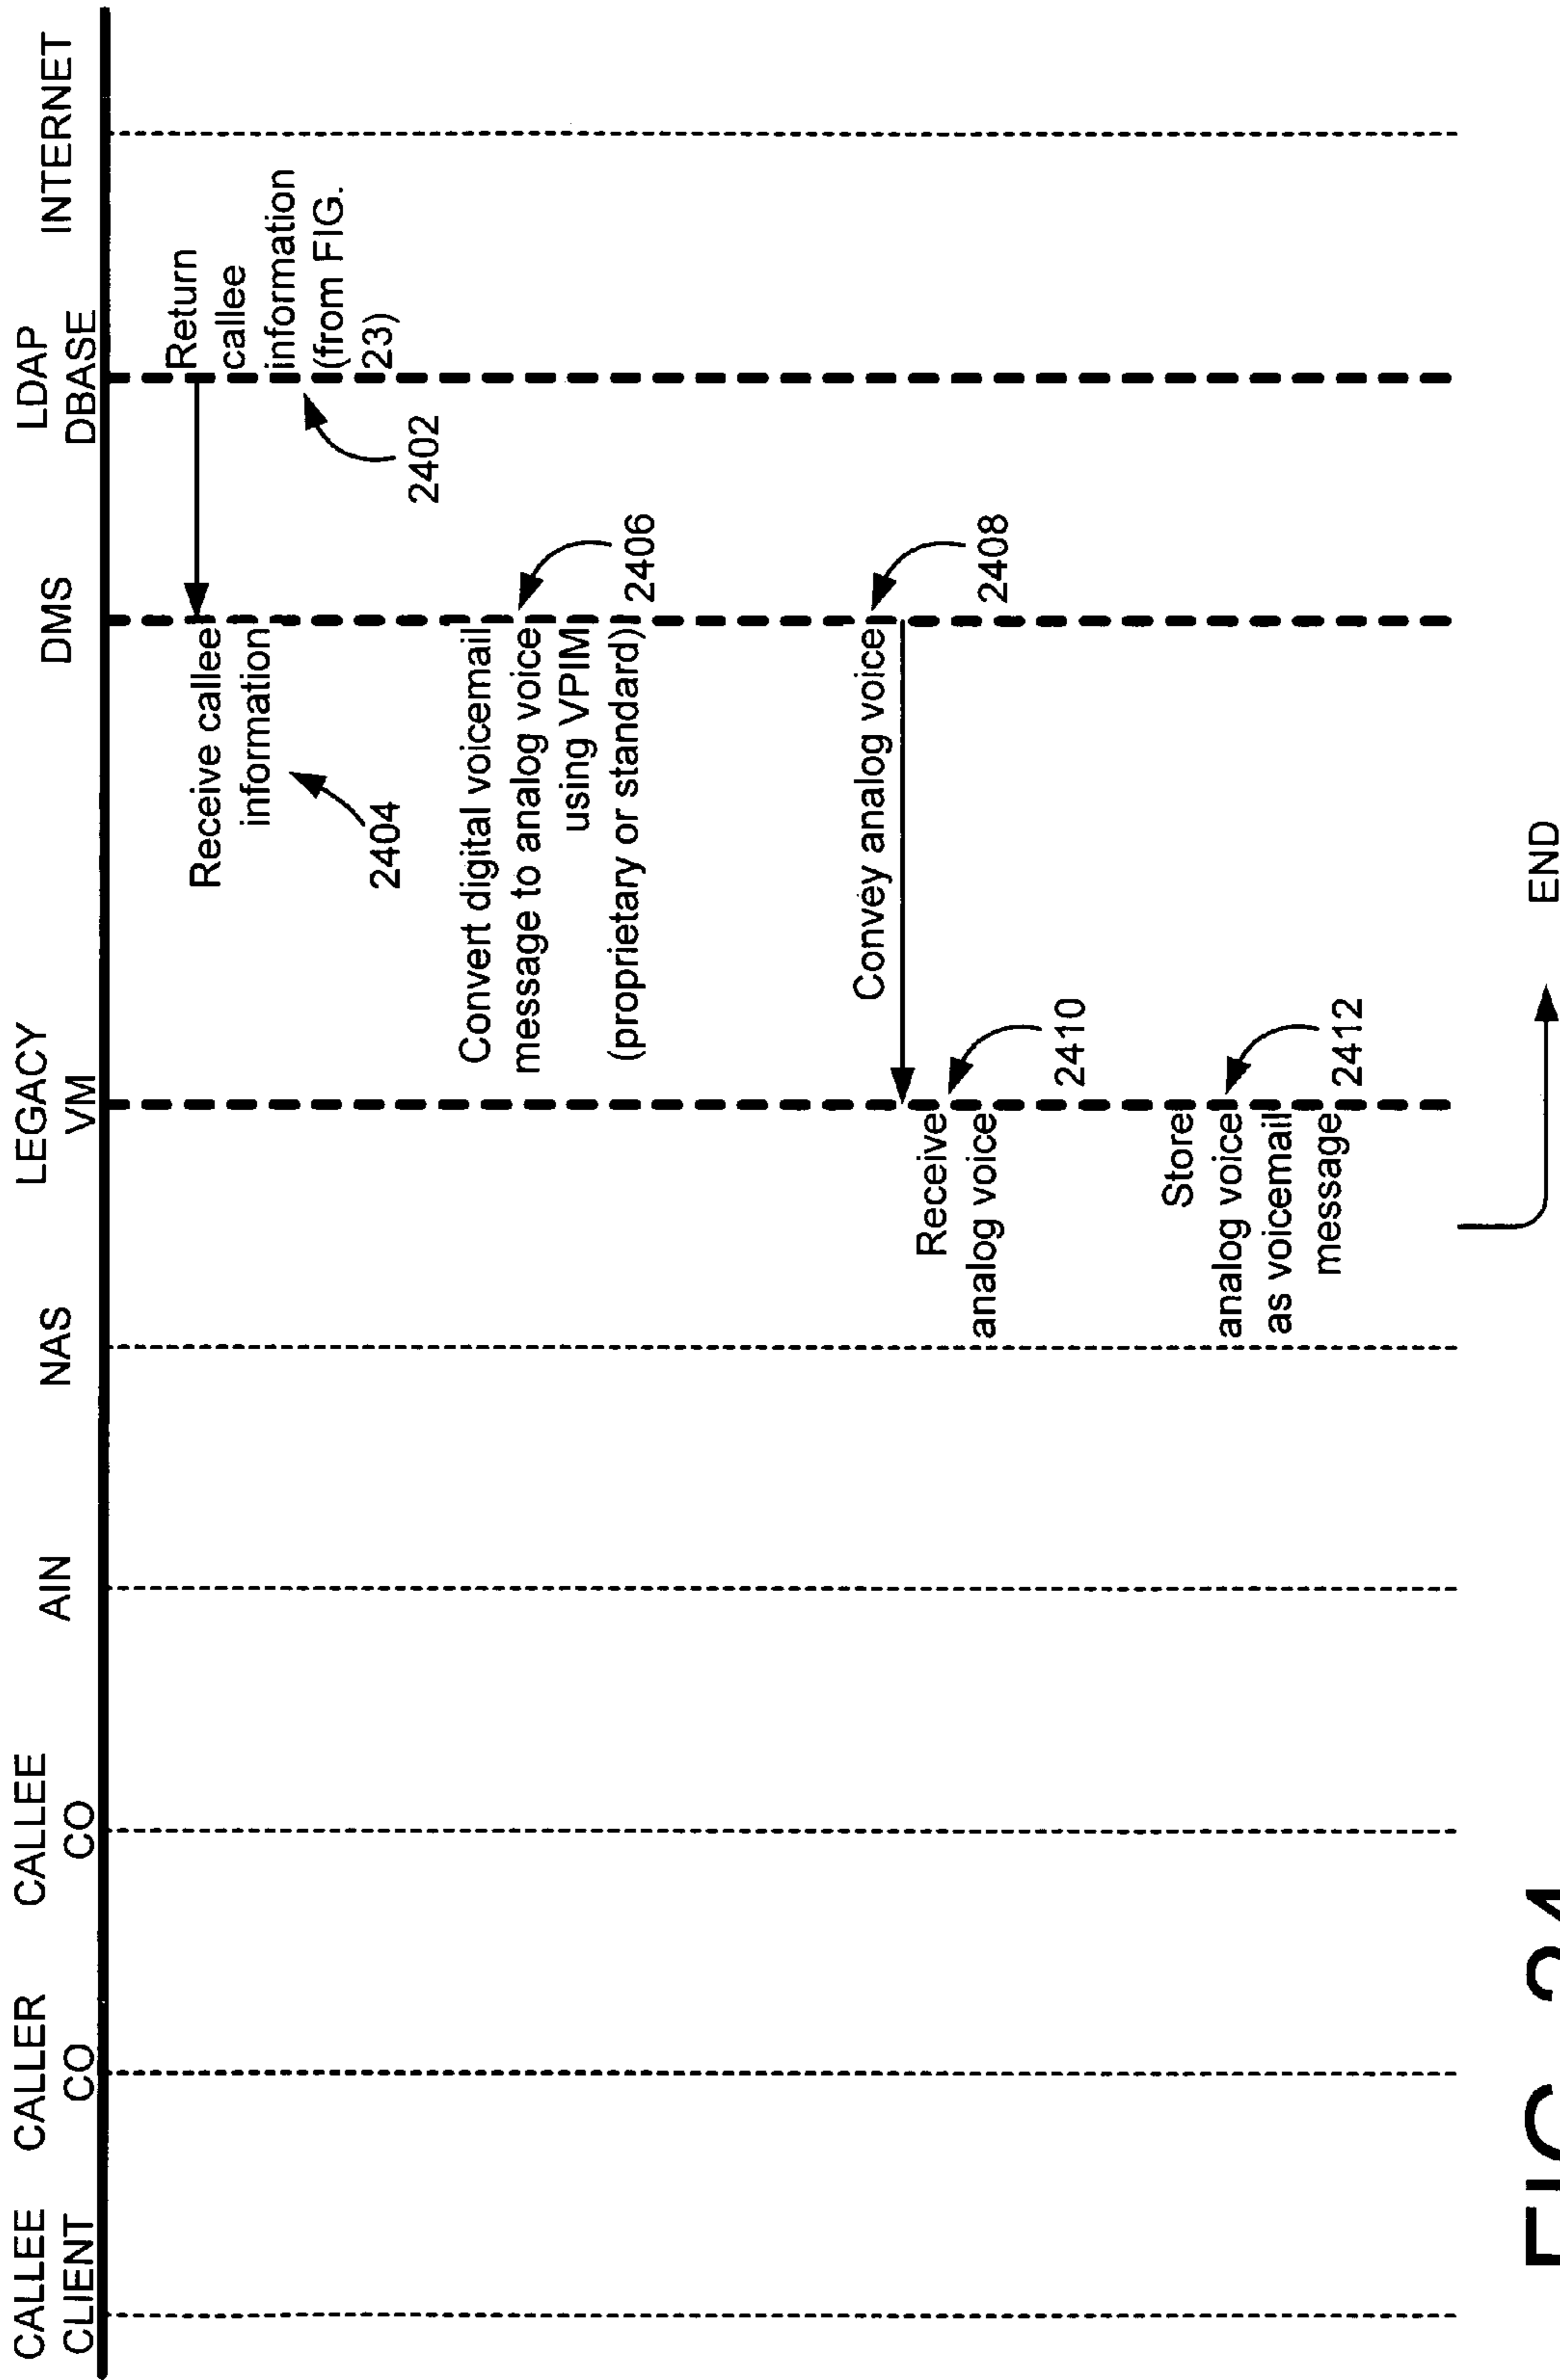 CALLEE
CLIENT
CALLER
CO
CALLEE
CO
AIN
NAS
LEGACY
VM
DMS
LDAP
DBASE
INTERNET
Return
callee
information
(from FIG.
23)
2402
Receive callee
information
2404
Convert digital voicemail
message to analog voice
using VPIM
(proprietary or standard)
2406
Convey analog voice
2408
Receive
analog voice
2410
Store
analog voice
as voicemail
message
2412
END
FIG. 24